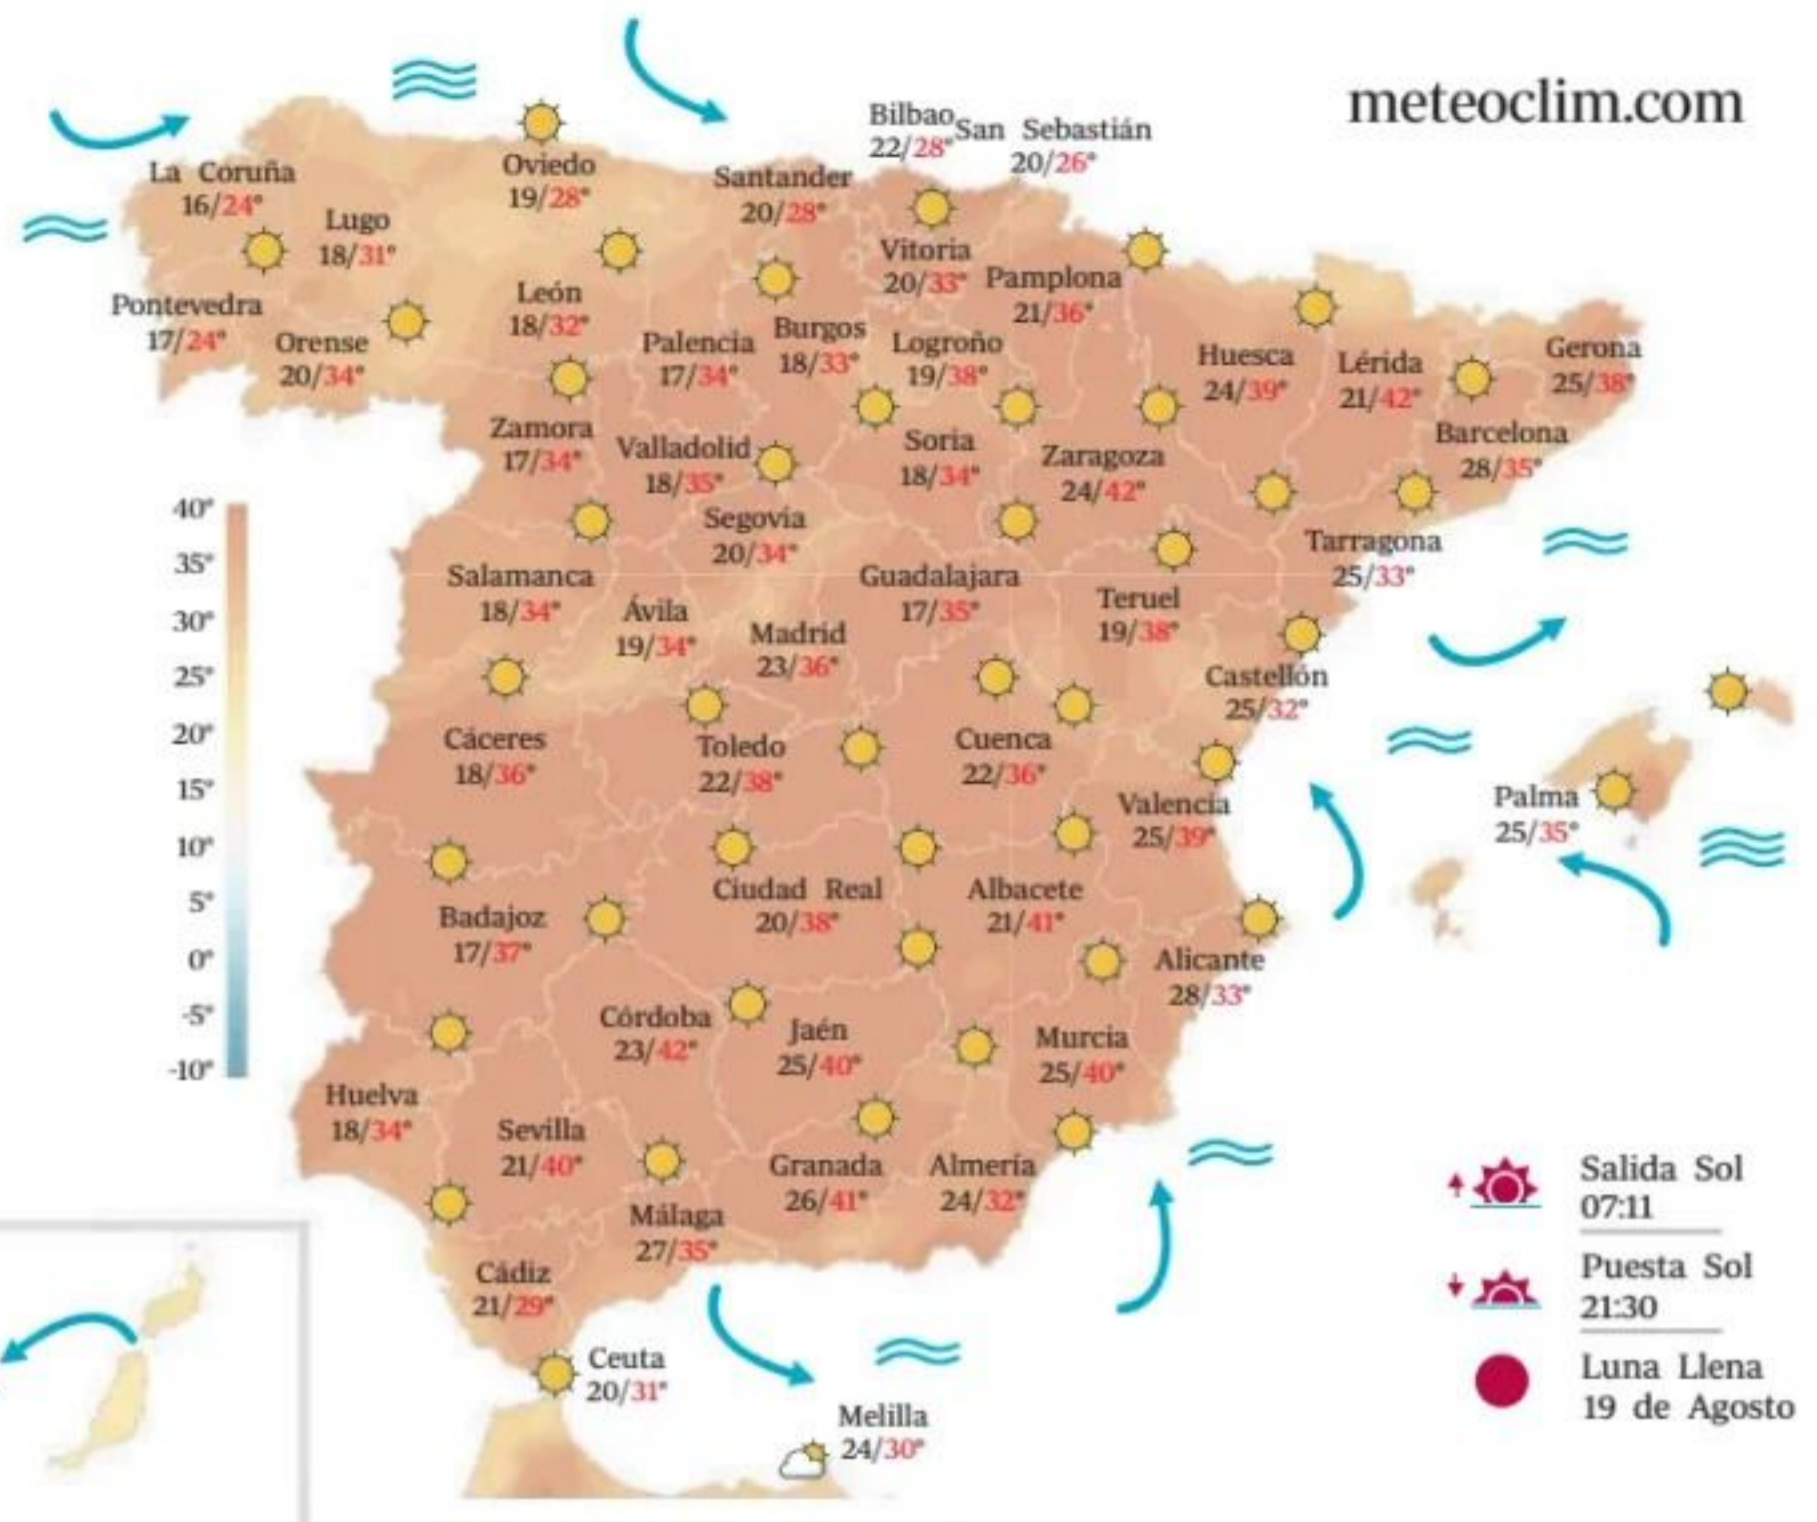 meteoclim.com
Bilbao
22/28°
San Sebastián
20/26°
La Coruña
16/24°
Oviedo
19/28°
Santander
20/28°
Lugo
18/31°
Vitoria
20/33°
Pamplona
21/36°
Pontevedra
17/24°
León
18/32°
Orense
20/34°
Palencia
17/34°
Burgos
18/33°
Logroño
19/38°
Huesca
24/39°
Lérida
21/42°
Gerona
25/38°
Zamora
17/34°
Valladolid
18/35°
Soria
18/34°
Zaragoza
24/42°
Barcelona
28/35°
Segovia
20/34°
Tarragona
25/33°
Salamanca
18/34°
Ávila
19/34°
Madrid
23/36°
Guadalajara
17/35°
Teruel
19/38°
Castellón
25/32°
Cáceres
18/36°
Toledo
22/38°
Cuenca
22/36°
Valencia
25/39°
Palma
25/35°
Badajoz
17/37°
Ciudad Real
20/38°
Albacete
21/41°
Alicante
28/33°
Córdoba
23/42°
Jaén
25/40°
Murcia
25/40°
Huelva
18/34°
Sevilla
21/40°
Granada
26/41°
Almería
24/32°
Málaga
27/35°
Cádiz
21/29°
Ceuta
20/31°
Melilla
24/30°
40°
35°
30°
25°
20°
15°
10°
5°
0°
-5°
-10°
Salida Sol
07:11
Puesta Sol
21:30
Luna Llena
19 de Agosto